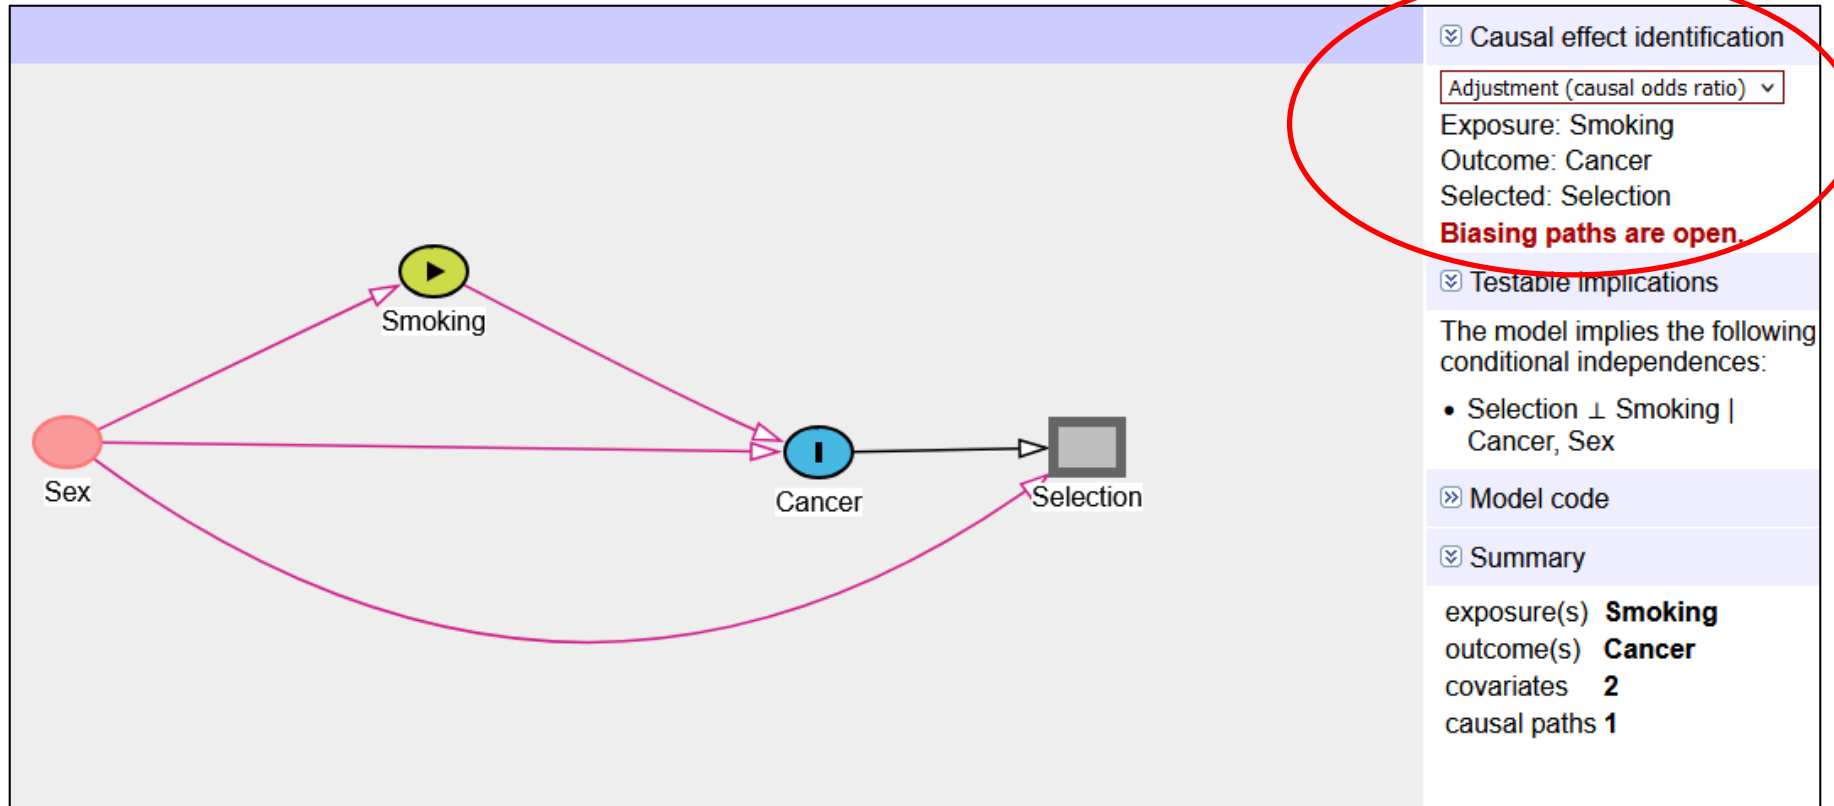 Causal effect identification
Adjustment (causal odds ratio)
Exposure: Smoking
Outcome: Cancer
Selected: Selection
Biasing paths are open.
Testable implications
The model implies the following
conditional independences:
• Selection ⊥ Smoking |
Cancer, Sex
Model code
Summary
exposure(s) Smoking
outcome(s) Cancer
covariates 2
causal paths 1
Smoking
Sex
Cancer
Selection